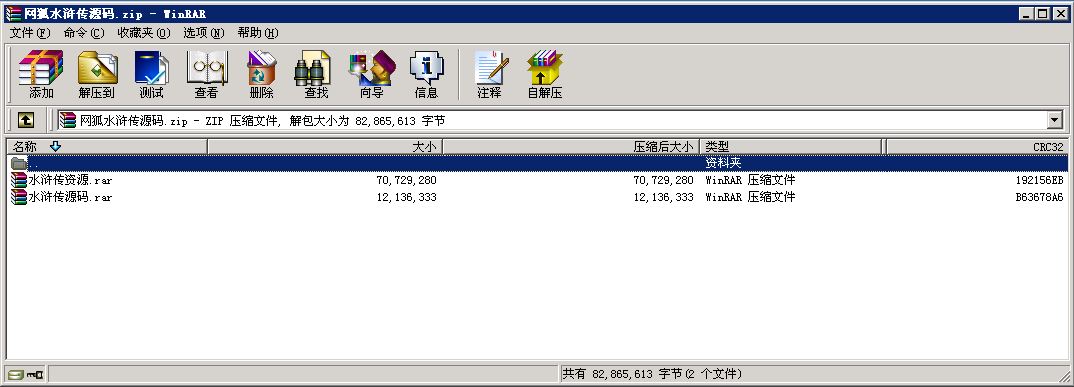 网狐水浒传源码.zip - WinRAR
文件(F) 命令(C) 收藏夹(O) 选项(N) 帮助(H)
添加 解压到 测试 查看 删除 查找 向导 信息 注释 自解压
网狐水浒传源码.zip - ZIP 压缩文件, 解包大小为 82,865,613 字节
名称 大小 压缩后大小 类型 CRC32
.. 资料夹
水浒传资源.rar 70,729,280 70,729,280 WinRAR 压缩文件 192156EB
水浒传源码.rar 12,136,333 12,136,333 WinRAR 压缩文件 B63678A6
共有 82,865,613 字节(2 个文件)